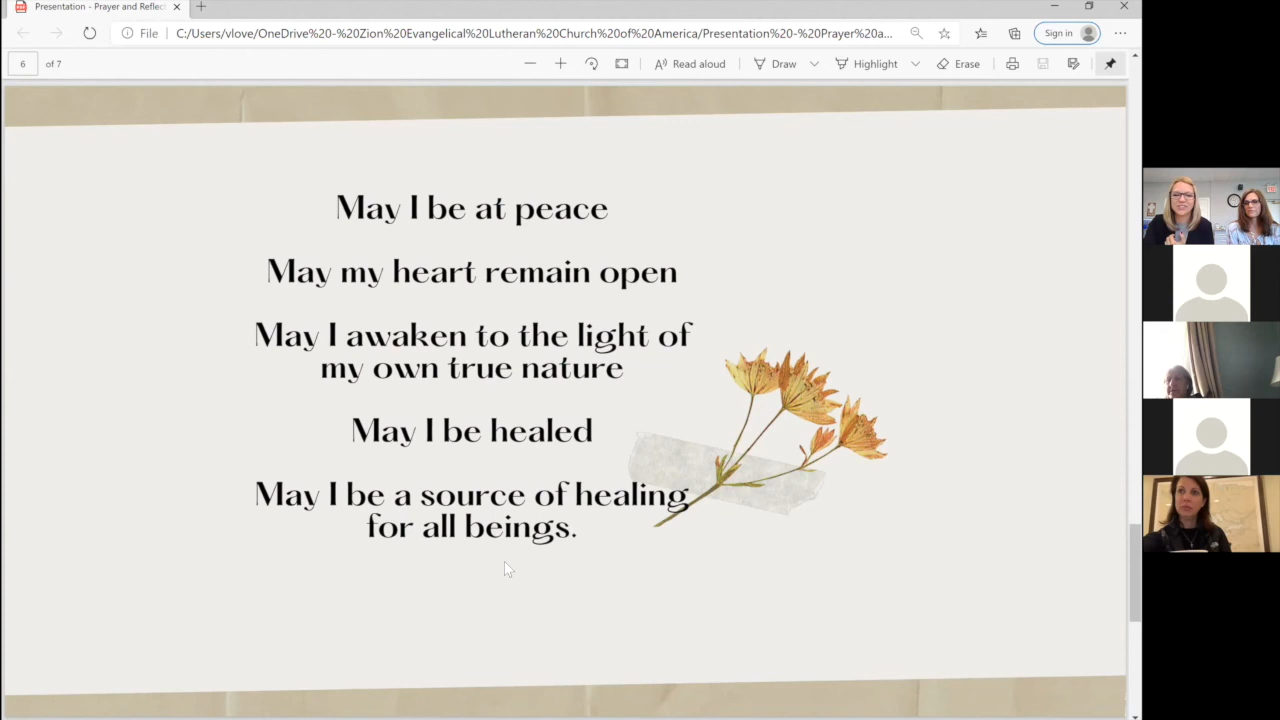 Presentation - Prayer and Reflec
File
C:/Users/vlove/OneDrive%20-%20Zion%20Evangelical%20Lutheran%20Church%20of%20America/Presentation%20-%20Prayer%20a...
Sign in
6 of 7
Read aloud
Draw
Highlight
Erase
May I be at peace
May my heart remain open
May I awaken to the light of
my own true nature
May I be healed
May I be a source of healing
for all beings.